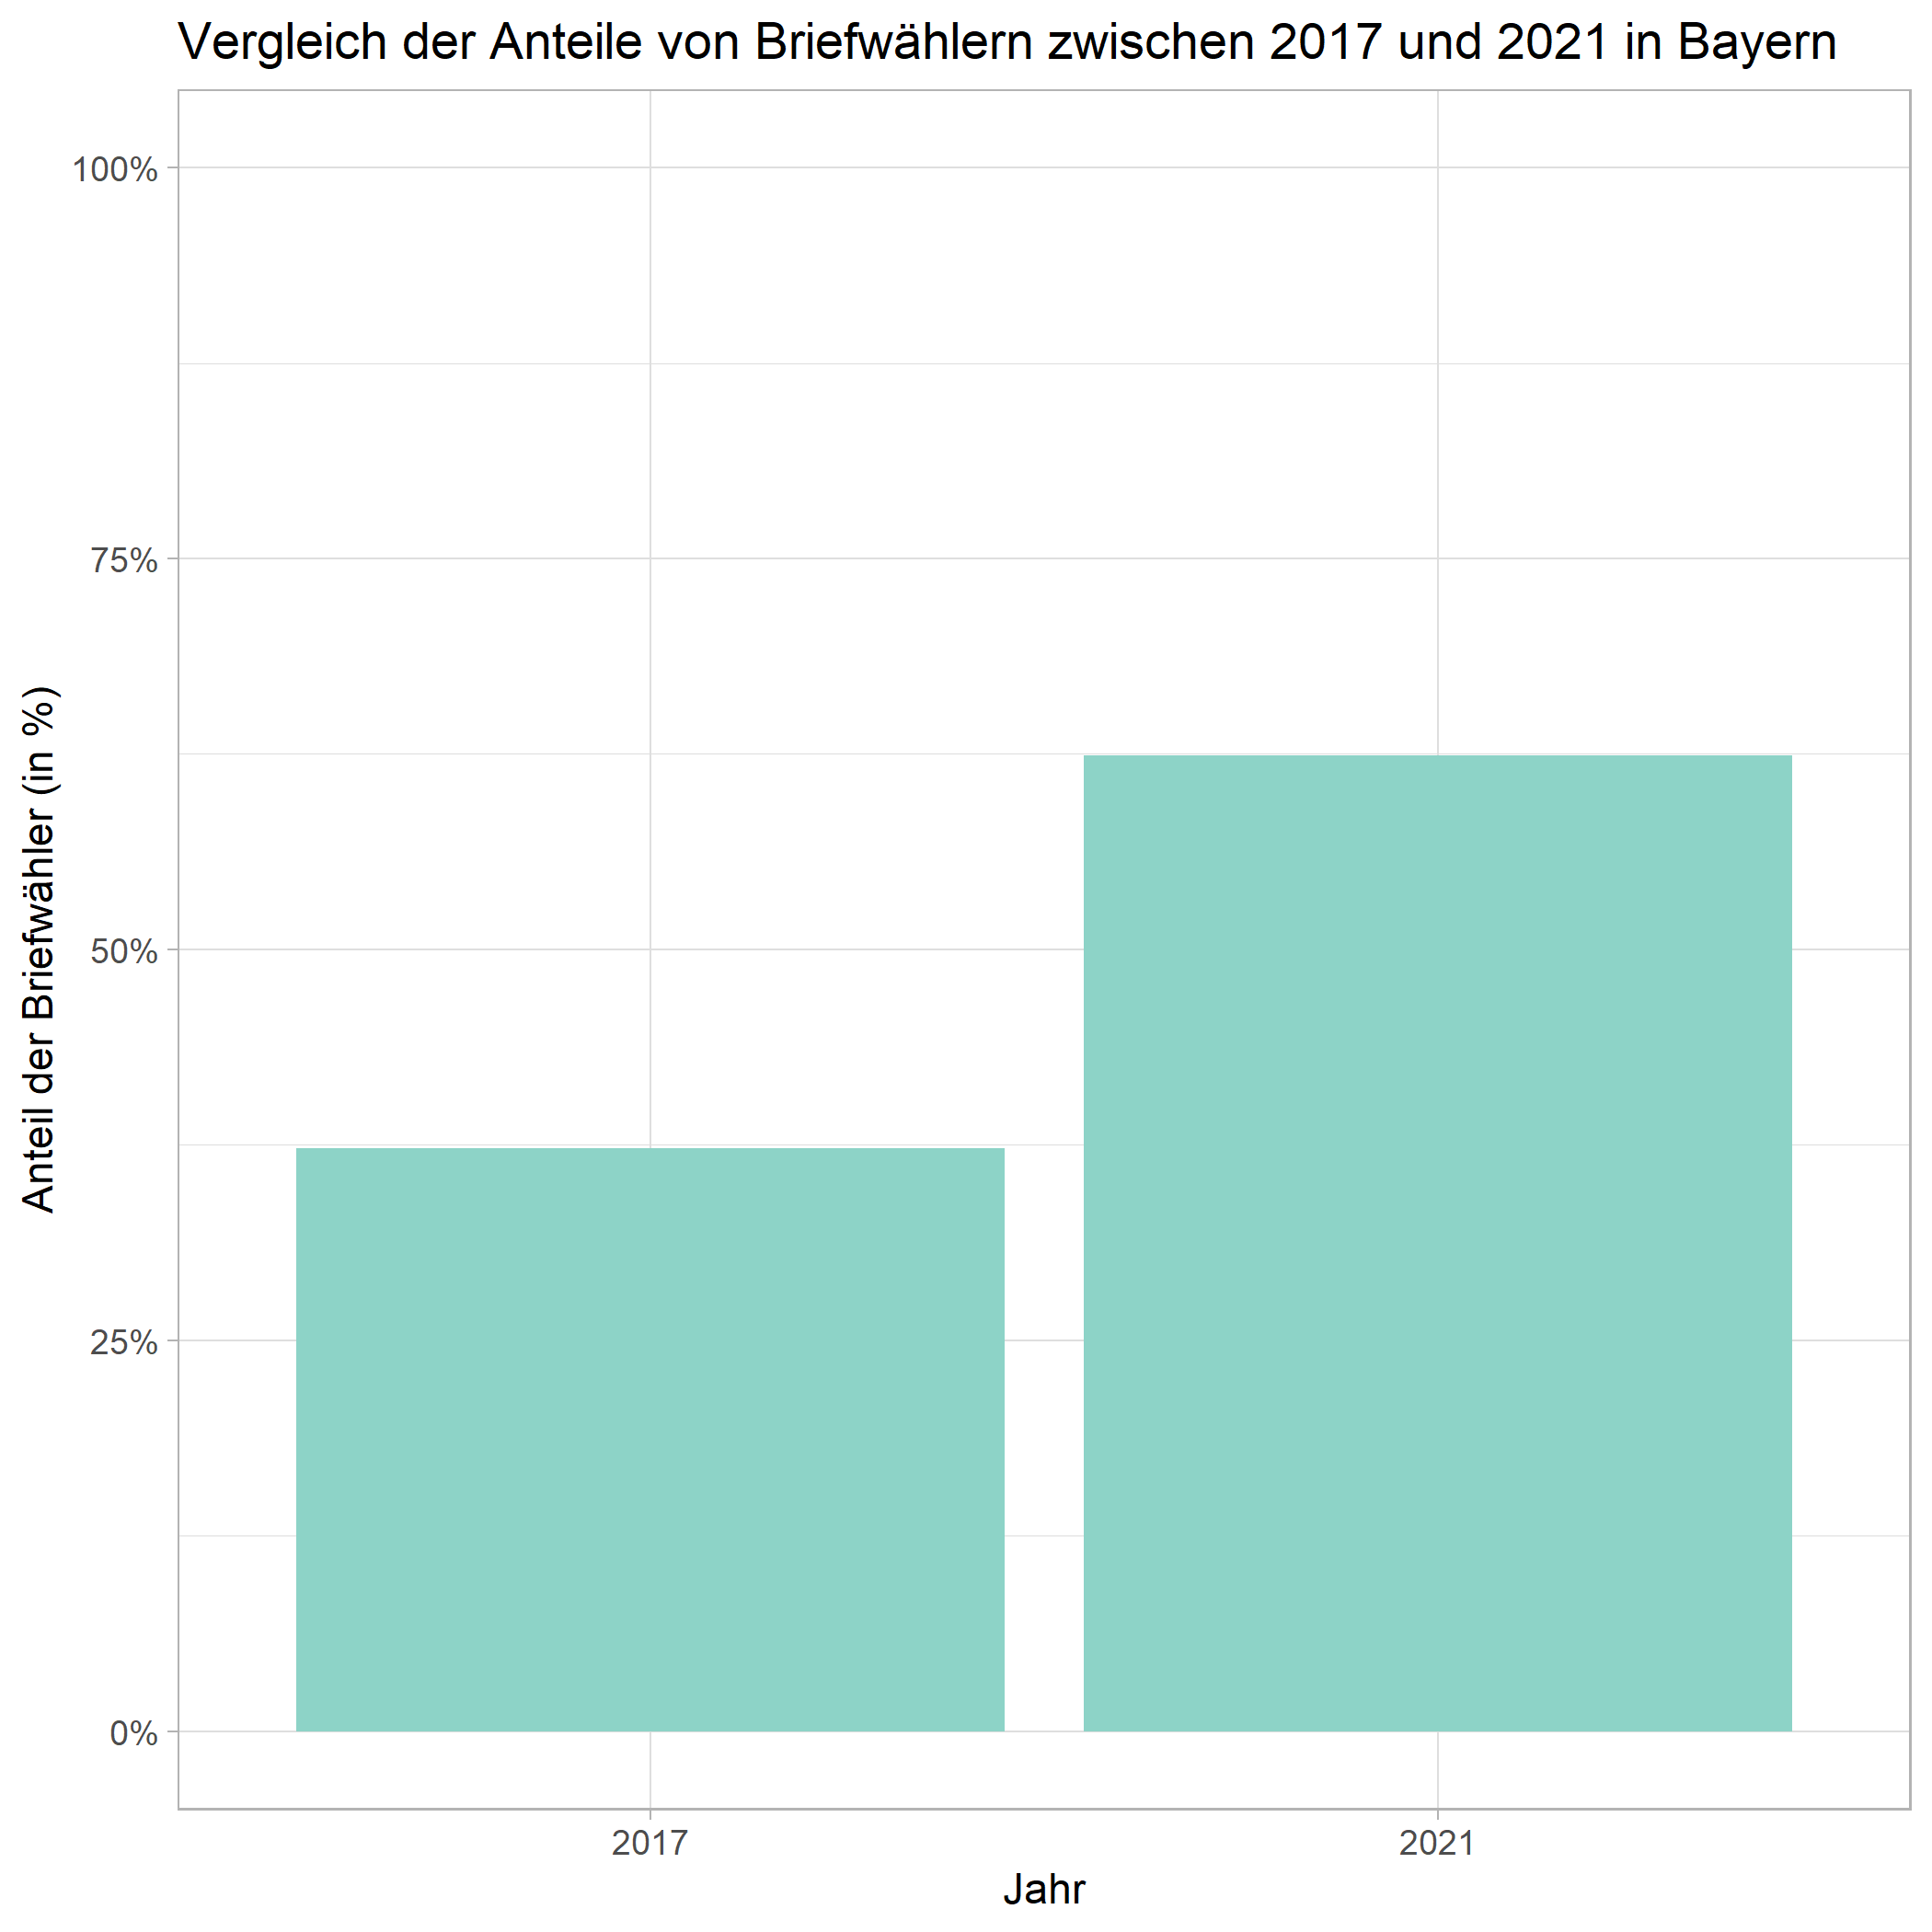 Vergleich der Anteile von Briefwählern zwischen 2017 und 2021 in Bayern
100%
75%
50%
25%
0%
Anteil der Briefwähler (in %)
2017
2021
Jahr